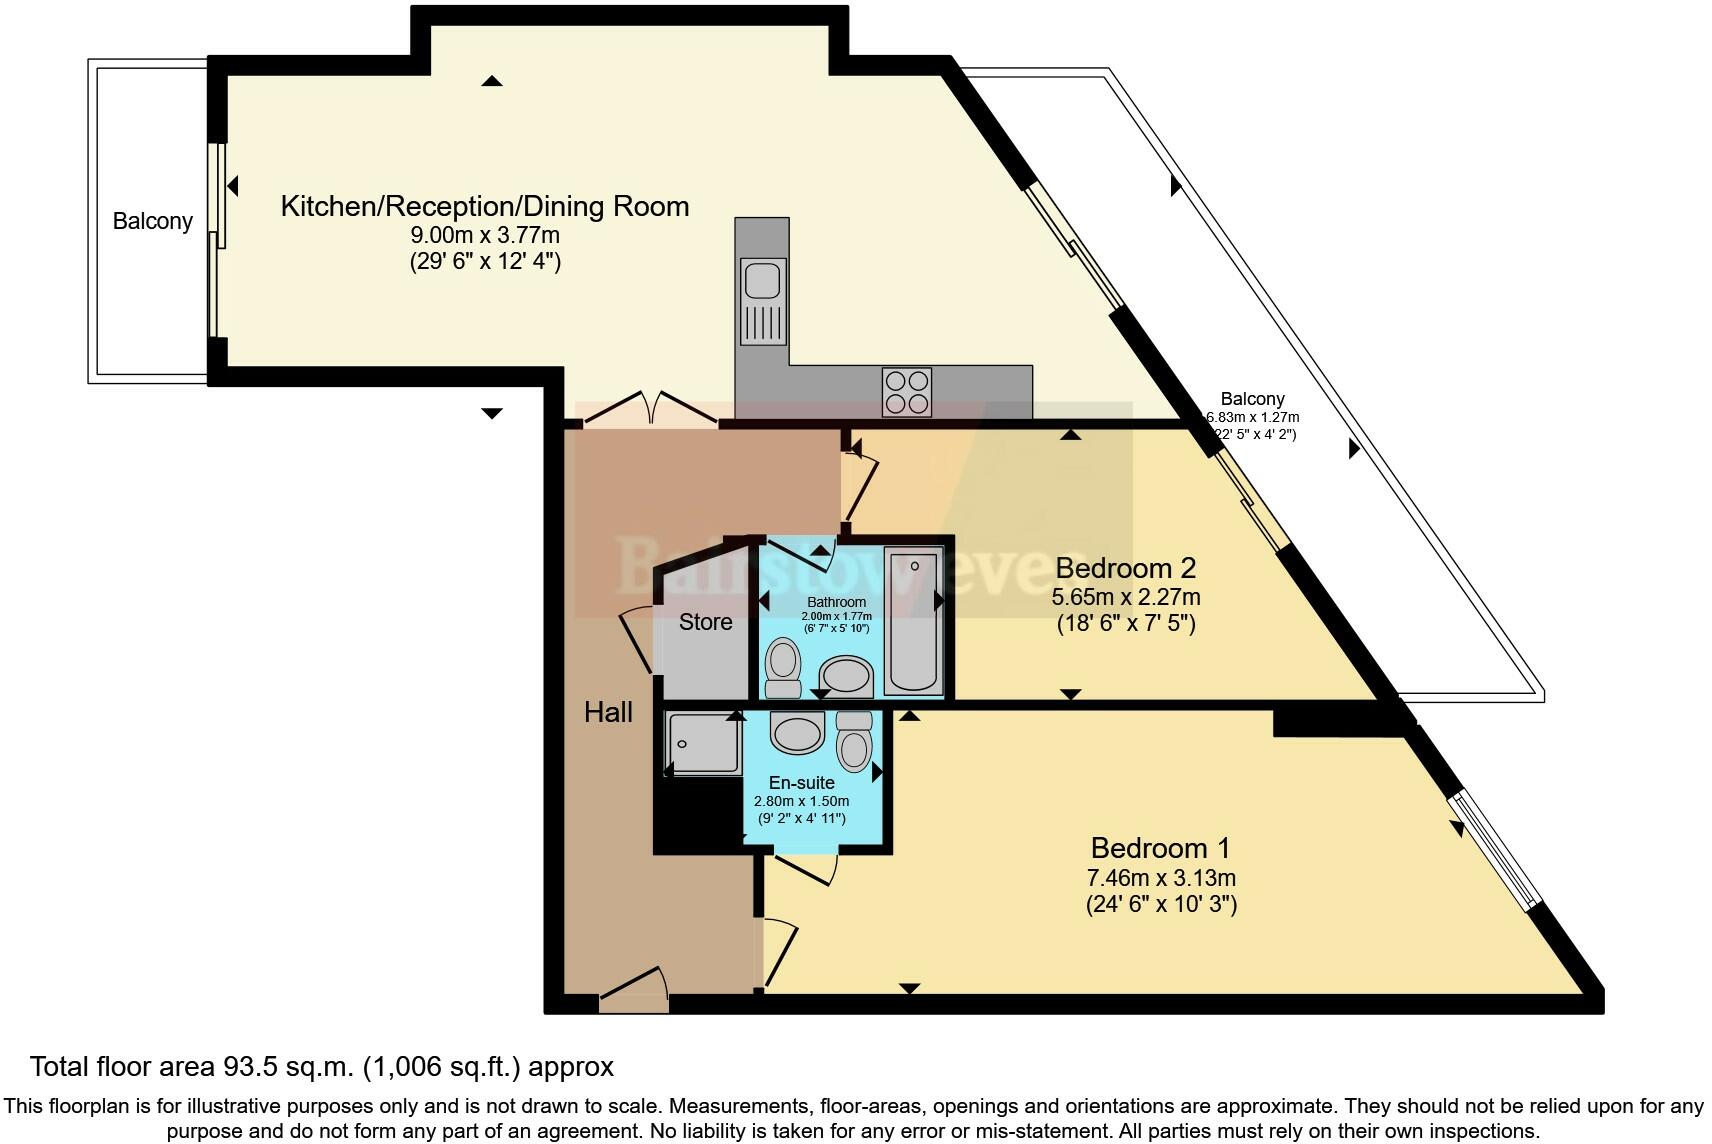 Balcony
Kitchen/Reception/Dining Room
9.00m x 3.77m
(29' 6" x 12' 4")
Balcony
6.83m x 1.27m
(22' 5" x 4' 2")
Bairstow eves
Bedroom 2
5.65m x 2.27m
(18' 6" x 7' 5")
Bathroom
2.00m x 1.77m
(6' 7" x 5' 10")
Store
Hall
En-suite
2.80m x 1.50m
(9' 2" x 4' 11")
Bedroom 1
7.46m x 3.13m
(24' 6" x 10' 3")
Total floor area 93.5 sq.m. (1,006 sq.ft.) approx
This floorplan is for illustrative purposes only and is not drawn to scale. Measurements, floor-areas, openings and orientations are approximate. They should not be relied upon for any
purpose and do not form any part of an agreement. No liability is taken for any error or mis-statement. All parties must rely on their own inspections.